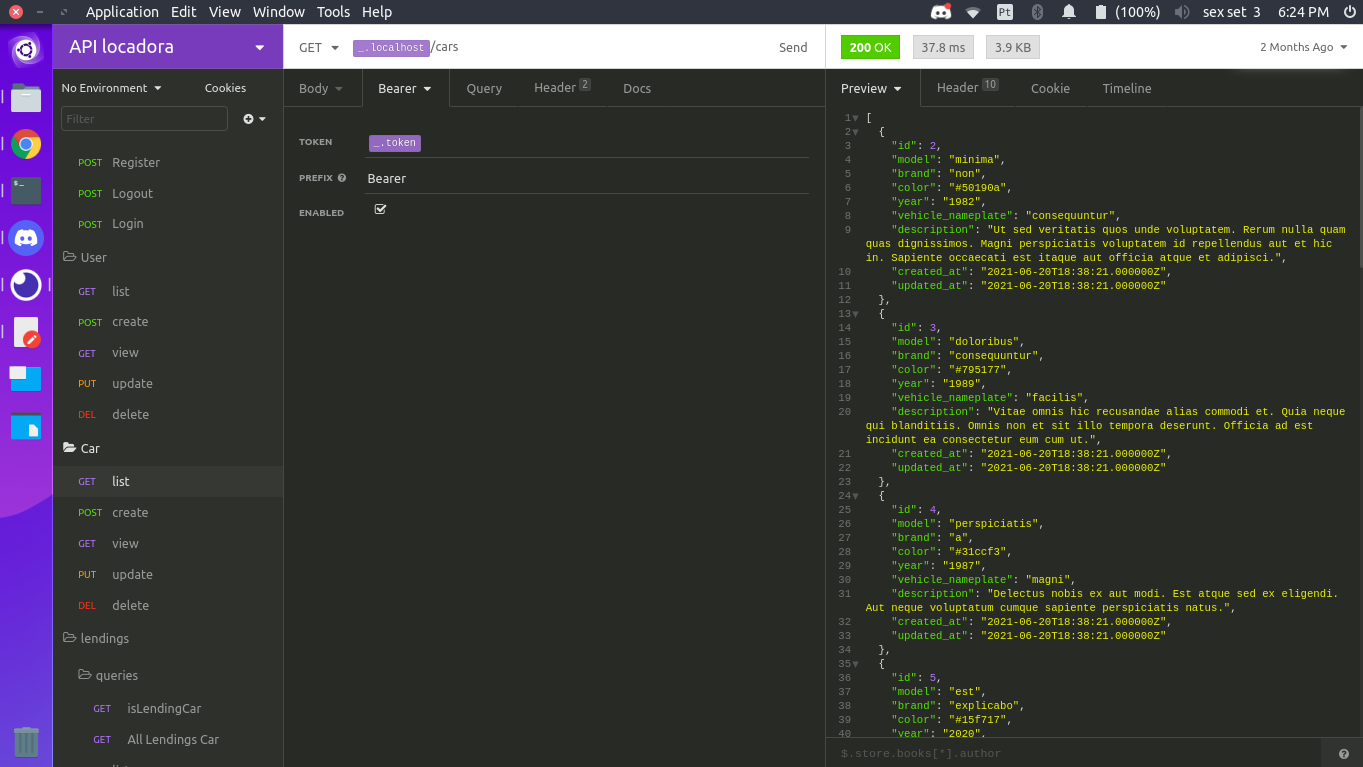 Application Edit View Window Tools Help
Pt (100%) sex set 3 6:24 PM
API locadora
GET _.localhost/cars Send
200 OK 37.8 ms 3.9 KB 2 Months Ago
No Environment Cookies
Filter
POST Register
POST Logout
POST Login
User
GET list
POST create
GET view
PUT update
DEL delete
Car
GET list
POST create
GET view
PUT update
DEL delete
lendings
queries
GET isLendingCar
GET All Lendings Car
Body Bearer Query Header 2 Docs
TOKEN _.token
PREFIX Bearer
ENABLED
Preview Header 10 Cookie Timeline
1 [
2 {
3 "id": 2,
4 "model": "minima",
5 "brand": "non",
6 "color": "#50190a",
7 "year": "1982",
8 "vehicle_nameplate": "consequuntur",
9 "description": "Ut sed veritatis quos unde voluptatem. Rerum nulla quam
quas dignissimos. Magni perspiciatis voluptatem id repellendus aut et hic
in. Sapiente occaecati est itaque aut officia atque et adipisci.",
10 "created_at": "2021-06-20T18:38:21.000000Z",
11 "updated_at": "2021-06-20T18:38:21.000000Z"
12 },
13 {
14 "id": 3,
15 "model": "doloribus",
16 "brand": "consequuntur",
17 "color": "#795177",
18 "year": "1989",
19 "vehicle_nameplate": "facilis",
20 "description": "Vitae omnis hic recusandae alias commodi et. Quia neque
qui blanditiis. Omnis non et sit illo tempora deserunt. Officia ad est
incidunt ea consectetur eum cum ut.",
21 "created_at": "2021-06-20T18:38:21.000000Z",
22 "updated_at": "2021-06-20T18:38:21.000000Z"
23 },
24 {
25 "id": 4,
26 "model": "perspiciatis",
27 "brand": "a",
28 "color": "#31ccf3",
29 "year": "1987",
30 "vehicle_nameplate": "magni",
31 "description": "Delectus nobis ex aut modi. Est atque sed ex eligendi.
Aut neque voluptatum cumque sapiente perspiciatis natus.",
32 "created_at": "2021-06-20T18:38:21.000000Z",
33 "updated_at": "2021-06-20T18:38:21.000000Z"
34 },
35 {
36 "id": 5,
37 "model": "est",
38 "brand": "explicabo",
39 "color": "#15f717",
40 "year": "2020",
$.store.books[*].author